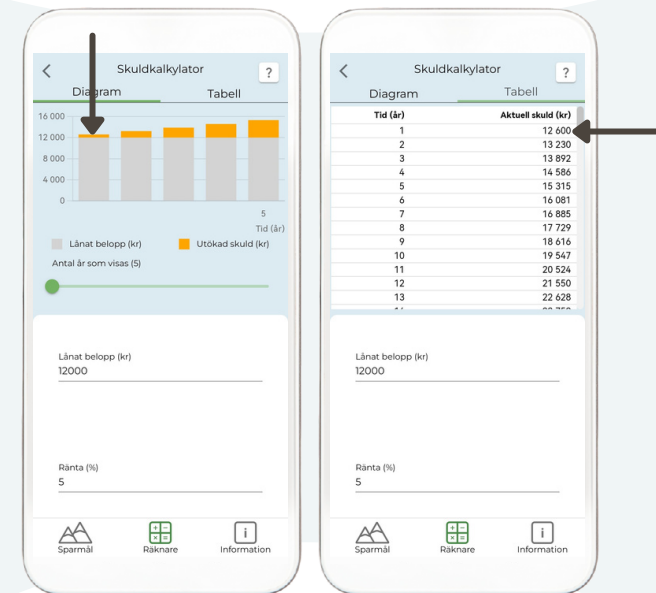 Skuldkalkylator
?
Diagram Tabell
16 000
12 000
8 000
4 000
0
5
Tid (år)
Lånat belopp (kr) Utökad skuld (kr)
Antal år som visas (5)
Lånat belopp (kr)
12000
Ränta (%)
5
Sparmål Räknare Information
Skuldkalkylator
?
Diagram Tabell
Tid (år) Aktuell skuld (kr)
1 12 600
2 13 230
3 13 892
4 14 586
5 15 315
6 16 081
7 16 885
8 17 729
9 18 616
10 19 547
11 20 524
12 21 550
13 22 628
Lånat belopp (kr)
12000
Ränta (%)
5
Sparmål Räknare Information